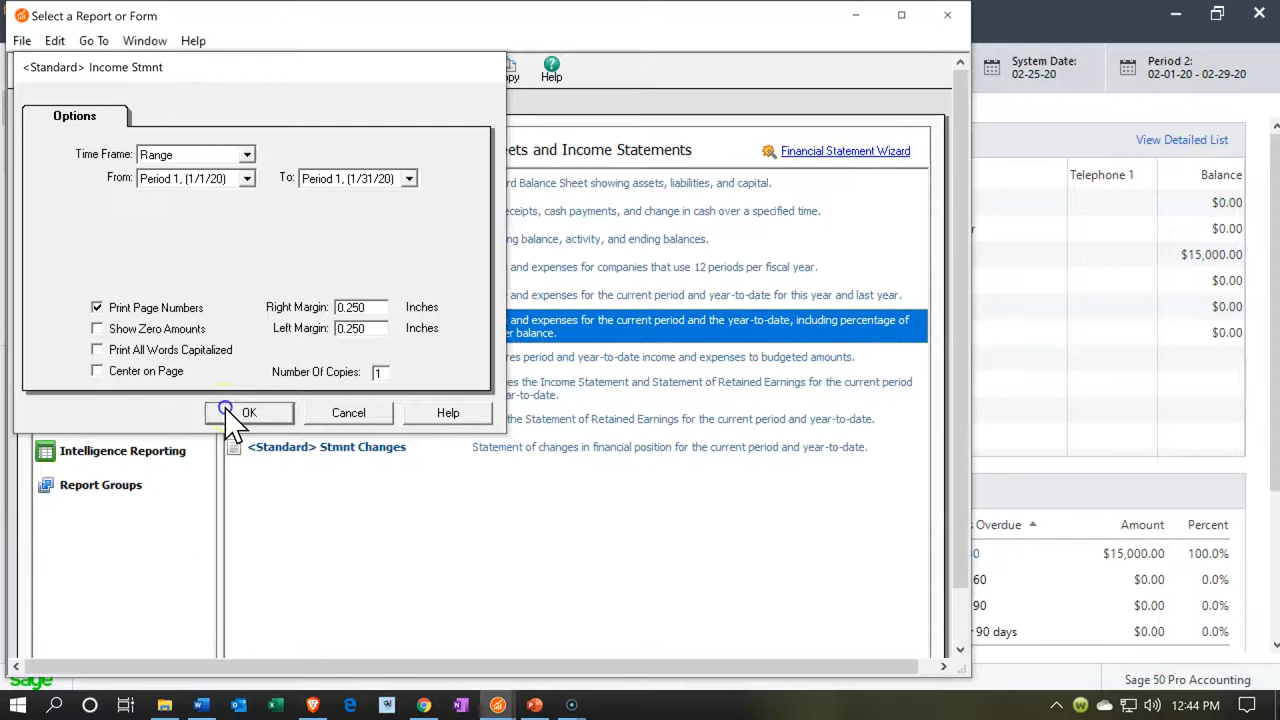 Select a Report or Form
File Edit Go To Window Help
<Standard> Income Stmnt
Options
Time Frame: Range
From: Period 1, (1/1/20) To: Period 1, (1/31/20)
Print Page Numbers Right Margin: 0.250 Inches
Show Zero Amounts Left Margin: 0.250 Inches
Print All Words Capitalized
Center on Page Number Of Copies: 1
OK Cancel Help
opy Help
eets and Income Statements Financial Statement Wizard
rd Balance Sheet showing assets, liabilities, and capital.
eceipts, cash payments, and change in cash over a specified time.
ng balance, activity, and ending balances.
and expenses for companies that use 12 periods per fiscal year.
and expenses for the current period and year-to-date for this year and last year.
and expenses for the current period and the year-to-date, including percentage of
er balance.
res period and year-to-date income and expenses to budgeted amounts.
es the Income Statement and Statement of Retained Earnings for the current period
r-to-date.
the Statement of Retained Earnings for the current period and year-to-date.
<Standard> Stmnt Changes Statement of changes in financial position for the current period and year-to-date.
Intelligence Reporting
Report Groups
System Date:
02-25-20
Period 2:
02-01-20 - 02-29-20
View Detailed List
Telephone 1 Balance
$0.00
r $0.00
$15,000.00
$0.00
$0.00
$0.00
s Overdue Amount Percent
0 $15,000.00 100.0%
60 $0.00 0.0%
90 $0.00 0.0%
90 days $0.00 0.0%
sage
Sage 50 Pro Accounting
12:44 PM